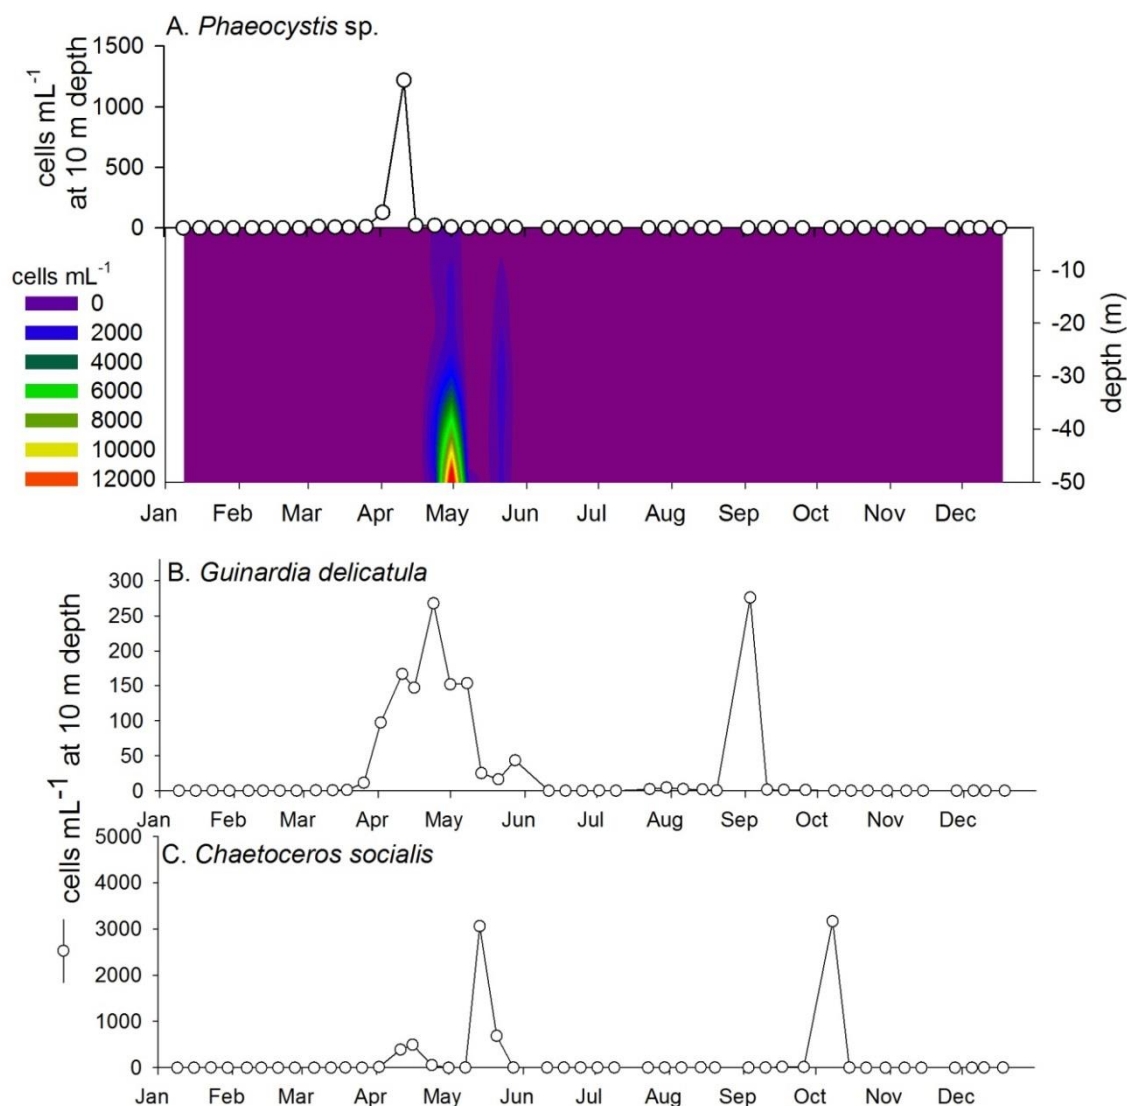 A. Phaeocystis sp.
cells mL⁻¹
at 10 m depth
1500
1000
500
0
cells mL⁻¹
0
2000
4000
6000
8000
10000
12000
-10
-20
-30
-40
-50
depth (m)
Jan Feb Mar Apr May Jun Jul Aug Sep Oct Nov Dec
B. Guinardia delicatula
300
250
200
150
100
50
0
Jan Feb Mar Apr May Jun Jul Aug Sep Oct Nov Dec
cells mL⁻¹ at 10 m depth
C. Chaetoceros socialis
5000
4000
3000
2000
1000
0
Jan Feb Mar Apr May Jun Jul Aug Sep Oct Nov Dec